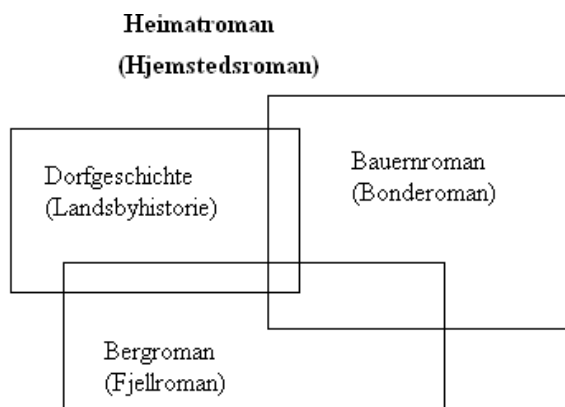 Heimatroman
(Hjemstedsroman)
Dorfgeschichte
(Landsbyhistorie)
Bauernroman
(Bonderoman)
Bergroman
(Fjellroman)